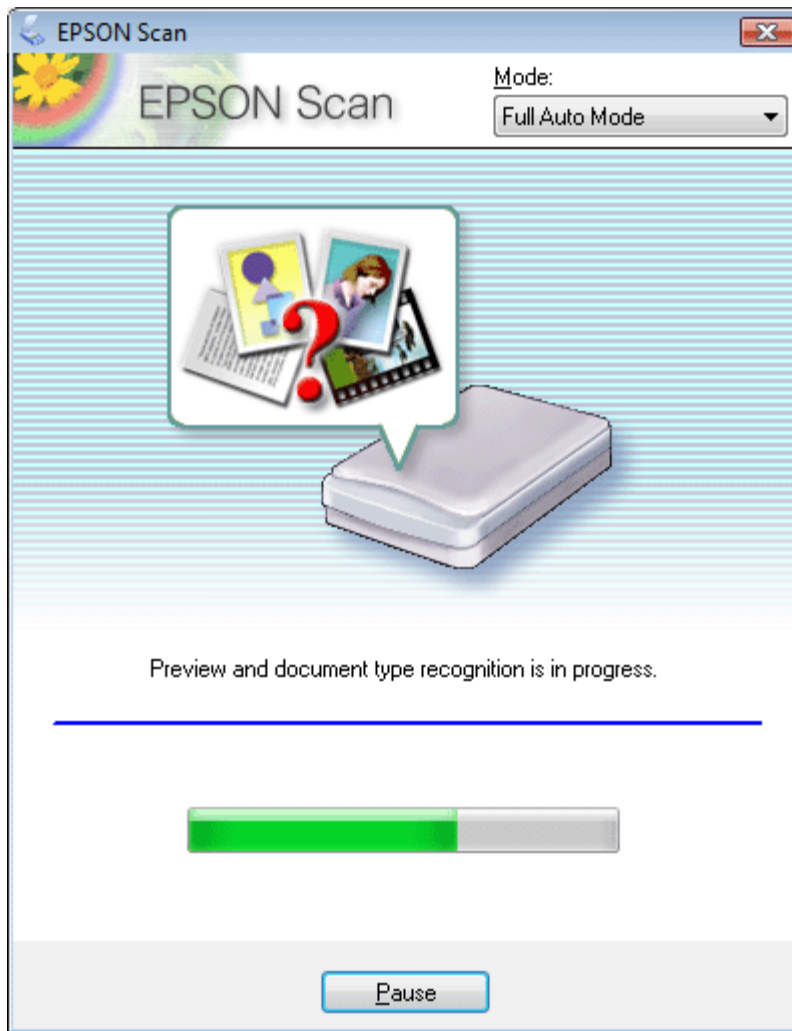 EPSON Scan
EPSON Scan
Mode:
Full Auto Mode
?
Preview and document type recognition is in progress.
Pause